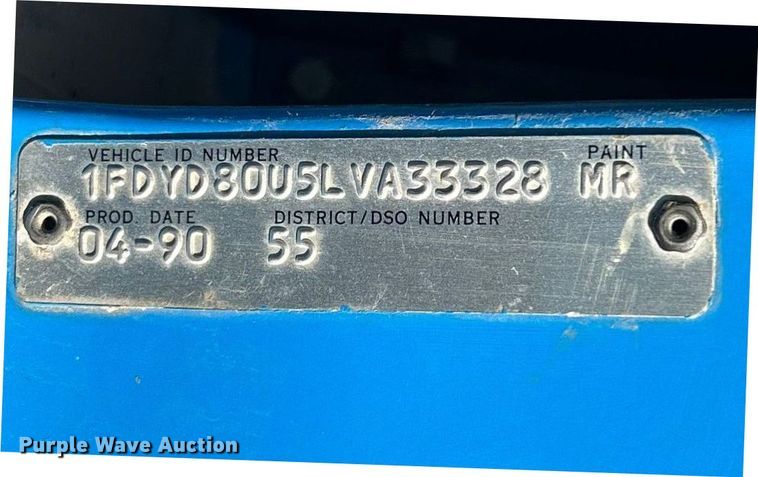 VEHICLE ID NUMBER PAINT
1FDYD80U5LVA33328 MR
PROD. DATE DISTRICT/DSO NUMBER
04-90 55
Purple Wave Auction